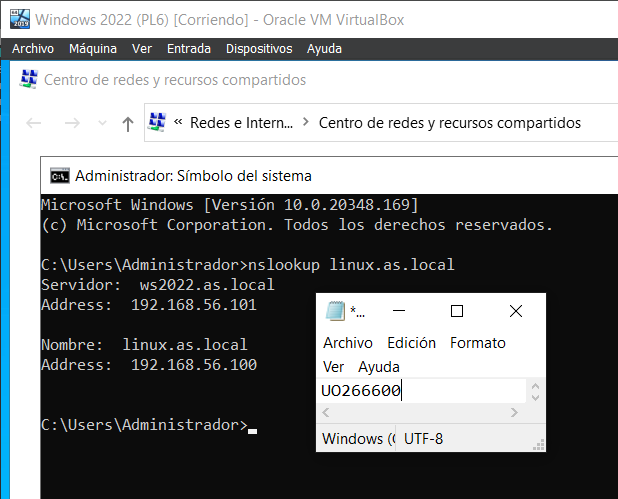 Windows 2022 (PL6) [Corriendo] - Oracle VM VirtualBox
Archivo Máquina Ver Entrada Dispositivos Ayuda
Centro de redes y recursos compartidos
« Redes e Intern... > Centro de redes y recursos compartidos
Administrador: Símbolo del sistema
Microsoft Windows [Versión 10.0.20348.169]
(c) Microsoft Corporation. Todos los derechos reservados.
C:\Users\Administrador>nslookup linux.as.local
Servidor: ws2022.as.local
Address: 192.168.56.101
Nombre: linux.as.local
Address: 192.168.56.100
C:\Users\Administrador>
*...
Archivo Edición Formato
Ver Ayuda
UO266600
Windows (C
UTF-8